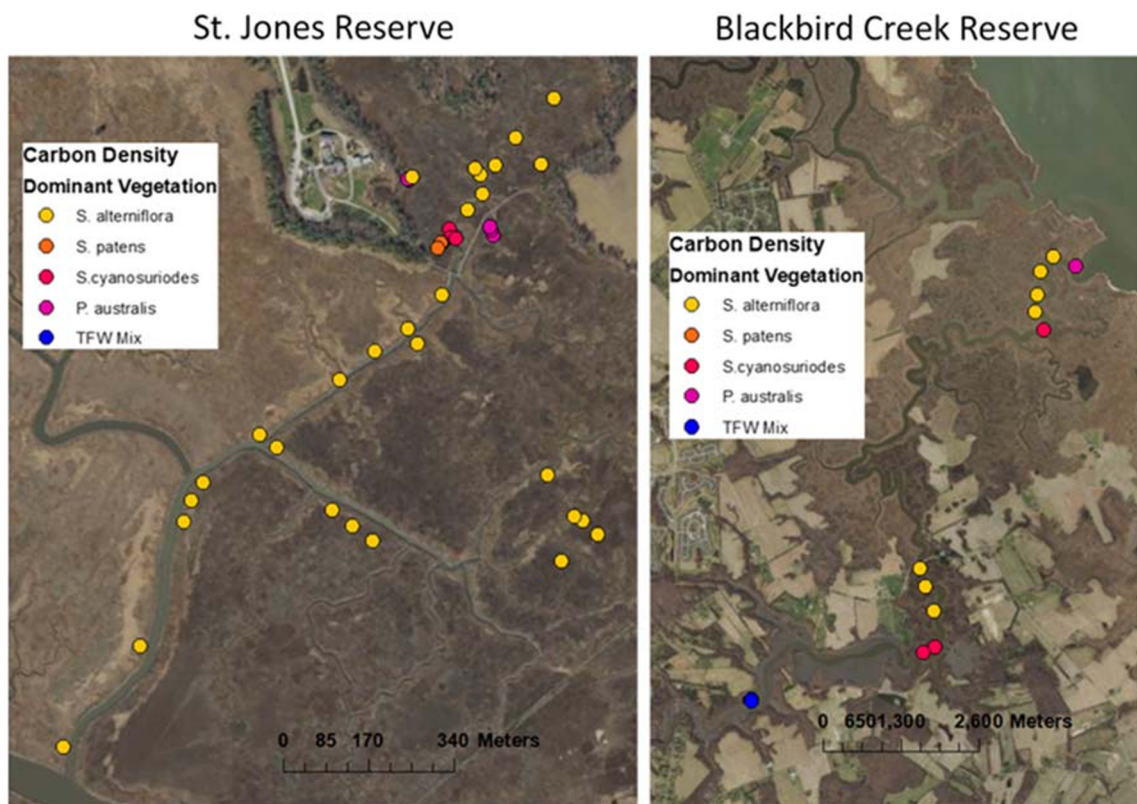 St. Jones Reserve
Carbon Density
Dominant Vegetation
S. alterniflora
S. patens
S.cyanosuriodes
P. australis
TFW Mix
0 85 170 340 Meters
Blackbird Creek Reserve
Carbon Density
Dominant Vegetation
S. alterniflora
S. patens
S.cyanosuriodes
P. australis
TFW Mix
0 6501,300 2,600 Meters